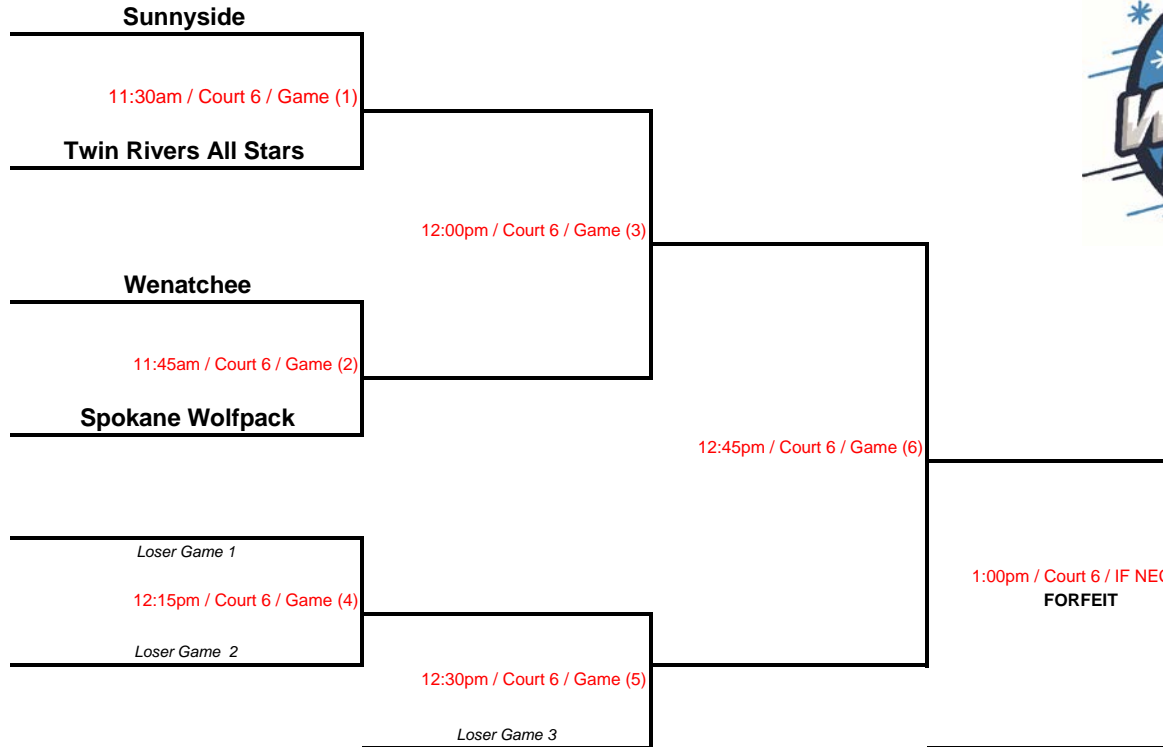 Sunnyside
11:30am / Court 6 / Game (1)
Twin Rivers All Stars
12:00pm / Court 6 / Game (3)
Wenatchee
11:45am / Court 6 / Game (2)
Spokane Wolfpack
12:45pm / Court 6 / Game (6)
Loser Game 1
1:00pm / Court 6 / IF
12:15pm / Court 6 / Game (4)
FORFEIT
Loser Game 2
12:30pm / Court 6 / Game (5)
Loser Game 3